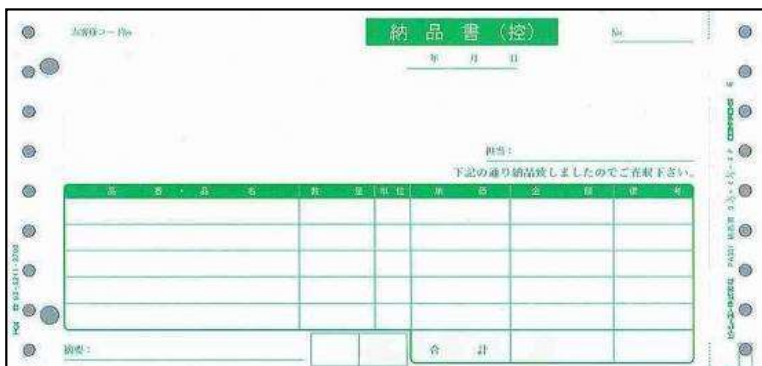 お客様コードNo.
納品書（控）
No.
年 月 日
担当：
下記の通り納品致しましたのでご査収下さい。
品番・品名 数量 単位 単価 金額 備考
摘要：
合計